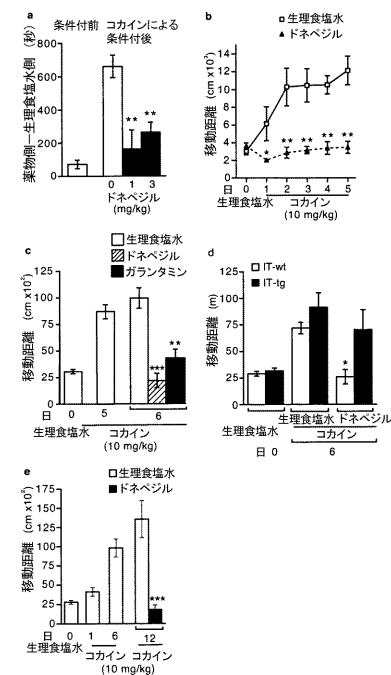 a
条件付前 コカインによる
条件付後
薬物側−生理食塩水側 (秒)
800
600
400
200
0
**
**
0 1 3
ドネペジル
(mg/kg)
b
生理食塩水
ドネペジル
移動距離 (cm x10³)
14
12
10
8
6
4
2
0
*
** ** ** **
日 0 1 2 3 4 5
生理食塩水 コカイン
(10 mg/kg)
c
生理食塩水
ドネペジル
ガランタミン
移動距離 (cm x10²)
125
100
75
50
25
0
***
**
日 0 5 6
生理食塩水 コカイン
(10 mg/kg)
d
IT-wt
IT-tg
移動距離 (m)
125
100
75
50
25
0
*
生理食塩水 ドネペジル
生理食塩水 コカイン
日 0 6
e
生理食塩水
ドネペジル
移動距離 (cm x10²)
175
150
125
100
75
50
25
0
***
日 0 1 6 12
生理食塩水 コカイン コカイン
(10 mg/kg)